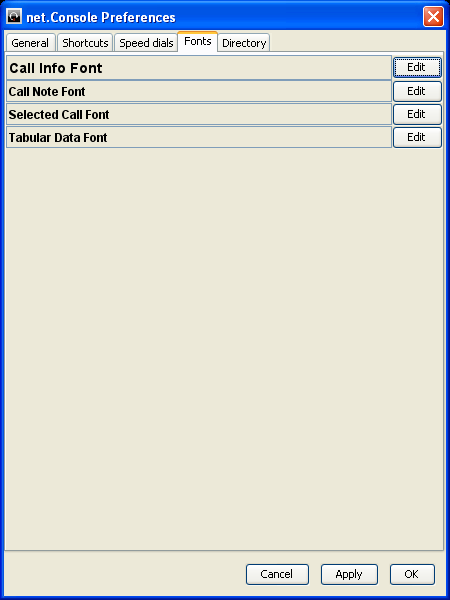 net.Console Preferences
General Shortcuts Speed dials Fonts Directory
Call Info Font Edit
Call Note Font Edit
Selected Call Font Edit
Tabular Data Font Edit
Cancel Apply OK